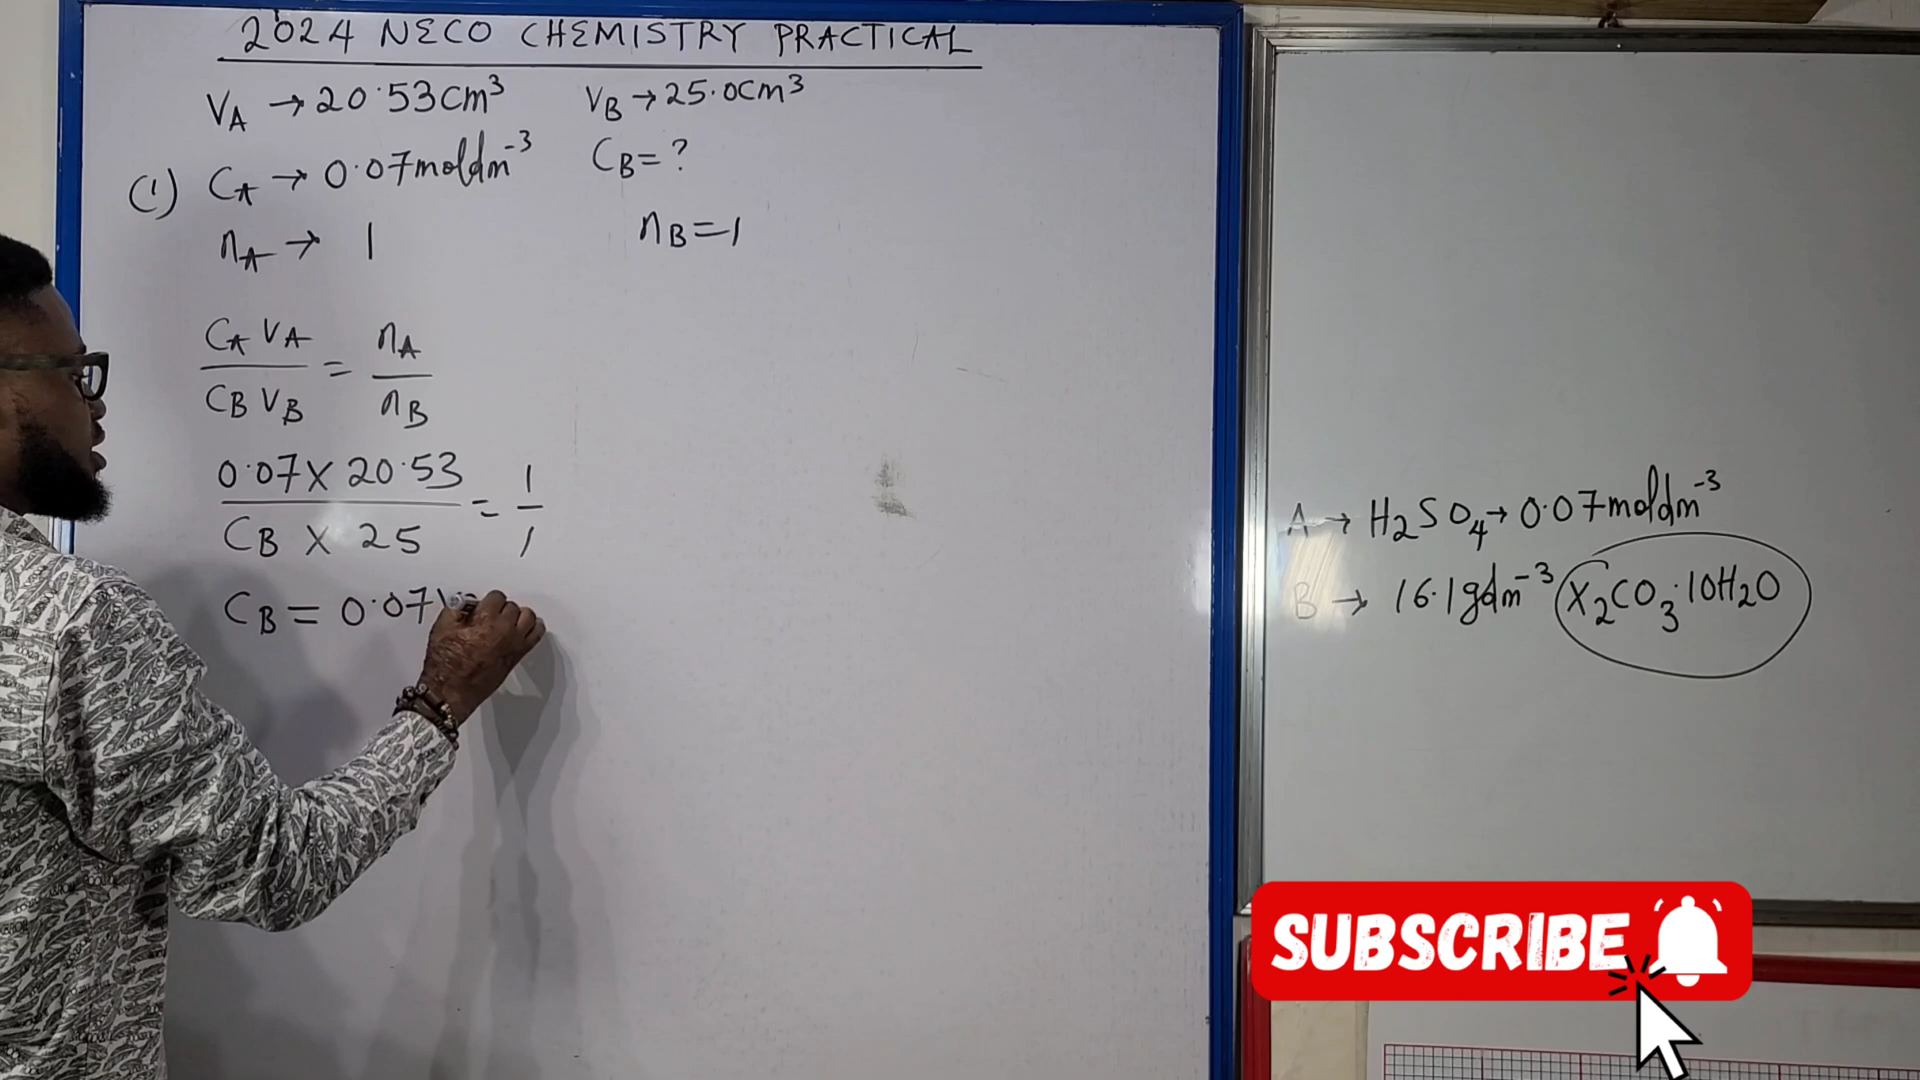 2024 NECO CHEMISTRY PRACTICAL
VA → 20.53cm³ VB → 25.0cm³
(1) CA → 0.07moldm⁻³ CB = ?
nA → 1 nB = 1
CA VA / CB VB = nA / nB
0.07 X 20.53 / CB X 25 = 1 / 1
CB = 0.07
A → H₂SO₄ → 0.07moldm⁻³
B → 16.1gdm⁻³ X₂CO₃·10H₂O
SUBSCRIBE